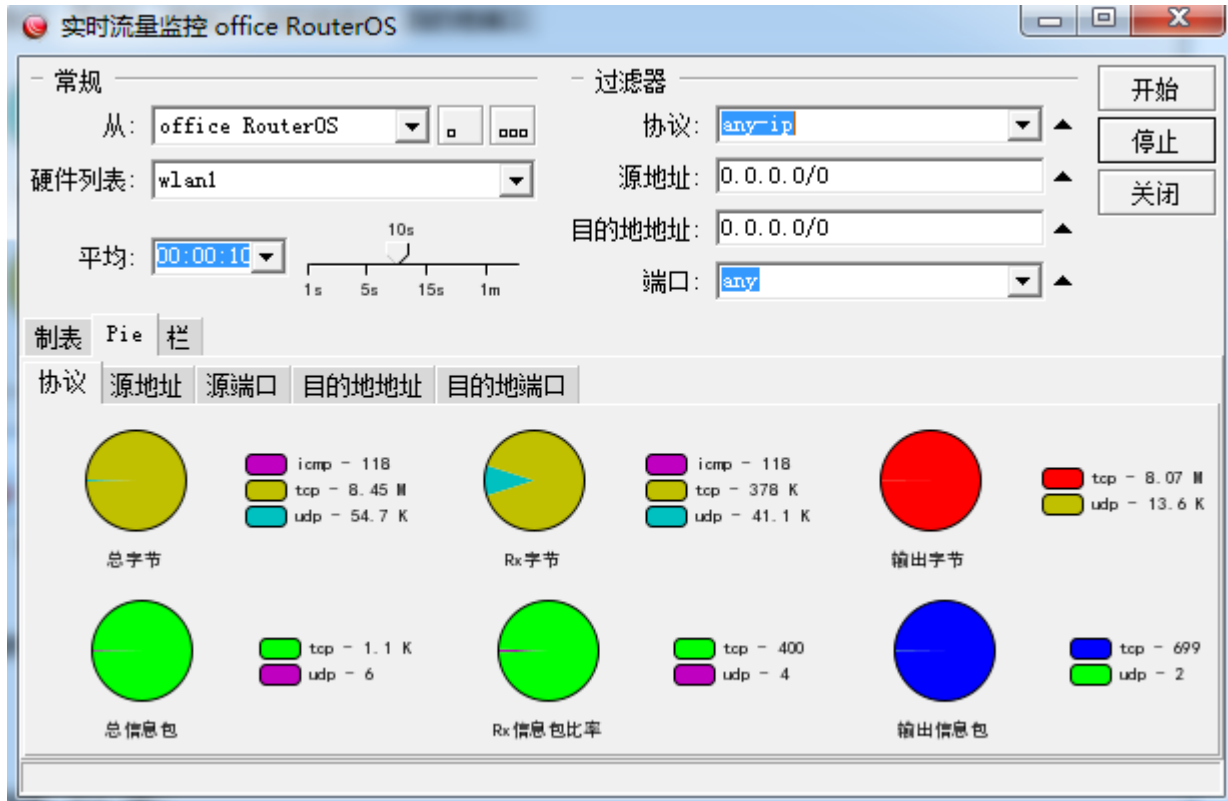 实时流量监控 office RouterOS
常规
从: office RouterOS
硬件列表: wlan1
平均: 00:00:10
10s
1s 5s 15s 1m
过滤器
协议: any-ip
源地址: 0.0.0.0/0
目的地地址: 0.0.0.0/0
端口: any
开始
停止
关闭
制表 Pie 栏
协议 源地址 源端口 目的地地址 目的地端口
icmp - 118
tcp - 8.45 M
udp - 54.7 K
总字节
icmp - 118
tcp - 378 K
udp - 41.1 K
Rx字节
tcp - 8.07 M
udp - 13.6 K
输出字节
tcp - 1.1 K
udp - 6
总信息包
tcp - 400
udp - 4
Rx信息包比率
tcp - 699
udp - 2
输出信息包